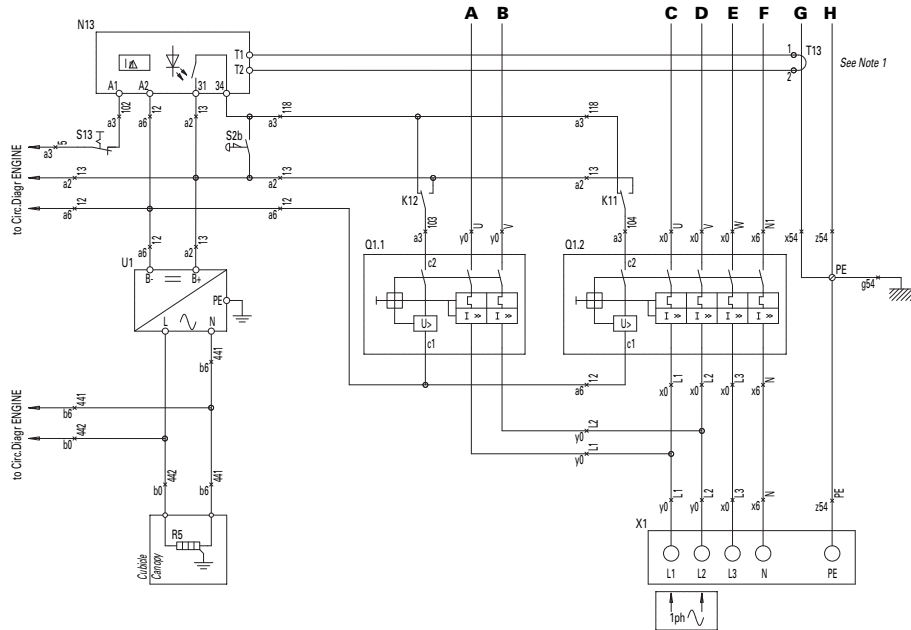 A B C D E F G H
N13
T1
T2
1
2
T13
See Note 1
I
A1 A2 31 34
102 12 13
a3 a6 a2
118 118
a3 a3
S13
S2b
5
a3
13 13 13
a2 a2 a2
12 12
a6 a6
to Circ.Diagr ENGINE
K12 K11
103 U V 104 U V W N1
a3 y0 y0 a3 x0 x0 x0 x6 x54 z54
12 13
a6 a2
Q1.1 Q1.2
U1
B- B+
PE
L N
c2 c2
PE
g54
U> I » I » U> I » I » I » I »
c1 c1
441
b6
12
a6
L1 L2 L3 N
x0 x0 x0 x6
to Circ.Diagr ENGINE
441
b6
442
b0
L2
y0
L1
y0
442 441
b0 b6
L1 L2 L3 N PE
y0 y0 x0 x6 z54
X1
R5
Cubicle
Canopy
L1 L2 L3 N PE
1ph